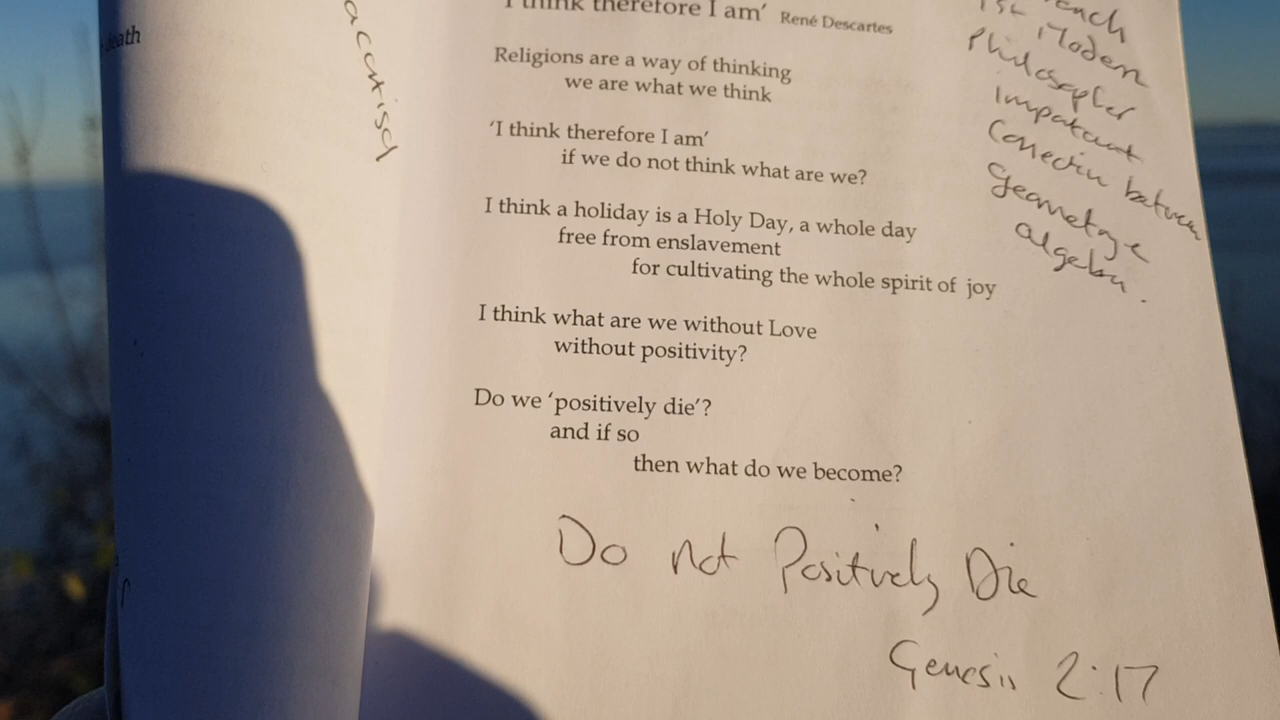 death
I think therefore I am' René Descartes
Religions are a way of thinking
we are what we think
'I think therefore I am'
if we do not think what are we?
I think a holiday is a Holy Day, a whole day
free from enslavement
for cultivating the whole spirit of joy
I think what are we without Love
without positivity?
Do we 'positively die'?
and if so
then what do we become?
Do not Positively Die
Genesis 2:17
1st Modern
Philosopher
Important
Connection between
geometry &
algebra.